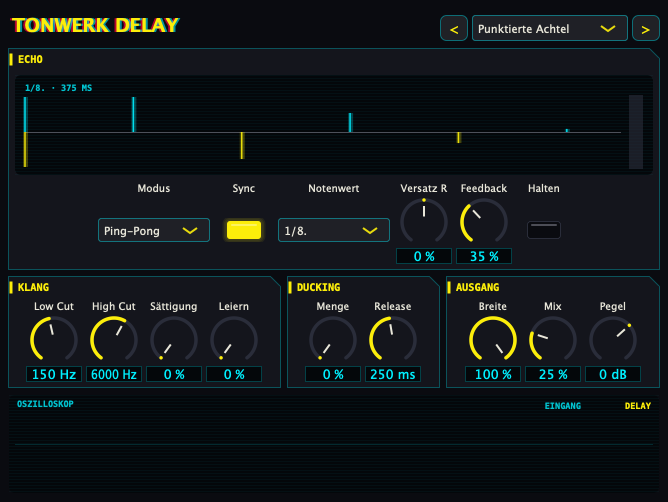 TONWERK DELAY
<
Punktierte Achtel
>
ECHO
1/8. · 375 MS
Modus
Sync
Notenwert
Versatz R
Feedback
Halten
Ping-Pong
1/8.
0 %
35 %
KLANG
Low Cut
High Cut
Sättigung
Leiern
150 Hz
6000 Hz
0 %
0 %
DUCKING
Menge
Release
0 %
250 ms
AUSGANG
Breite
Mix
Pegel
100 %
25 %
0 dB
OSZILLOSKOP
EINGANG
DELAY